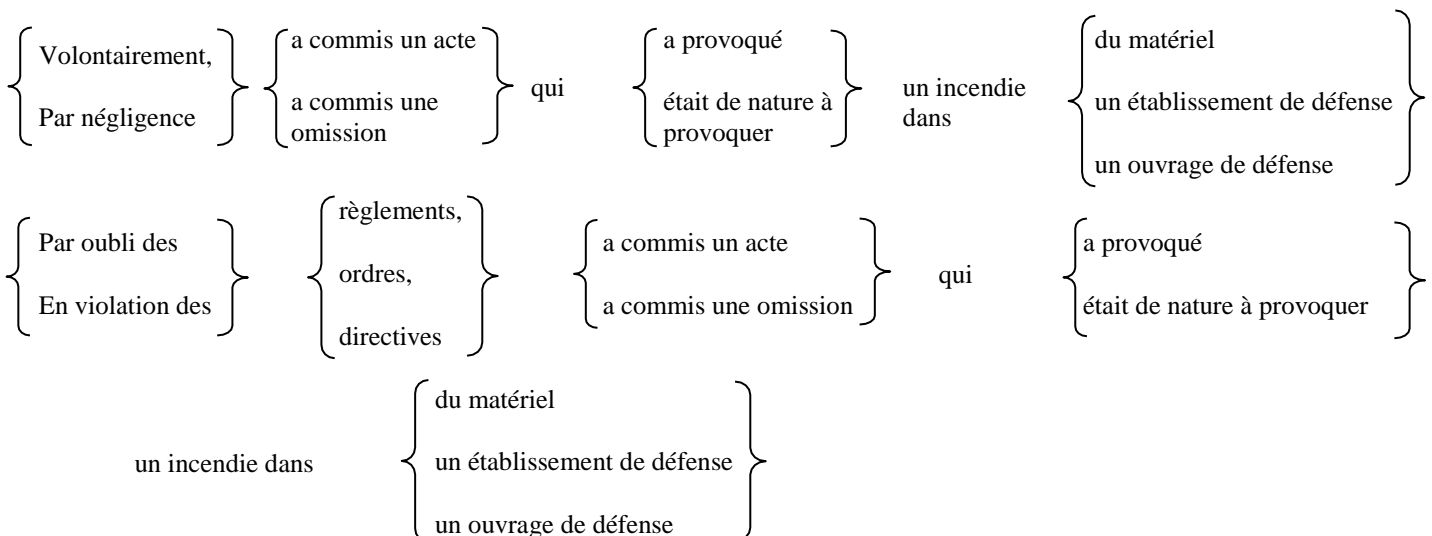 Volontairement,
Par négligence
a commis un acte
a commis une
omission
qui
a provoqué
était de nature à
provoquer
un incendie
dans
du matériel
un établissement de défense
un ouvrage de défense
Par oubli des
En violation des
règlements,
ordres,
directives
a commis un acte
a commis une omission
qui
a provoqué
était de nature à provoquer
un incendie dans
du matériel
un établissement de défense
un ouvrage de défense